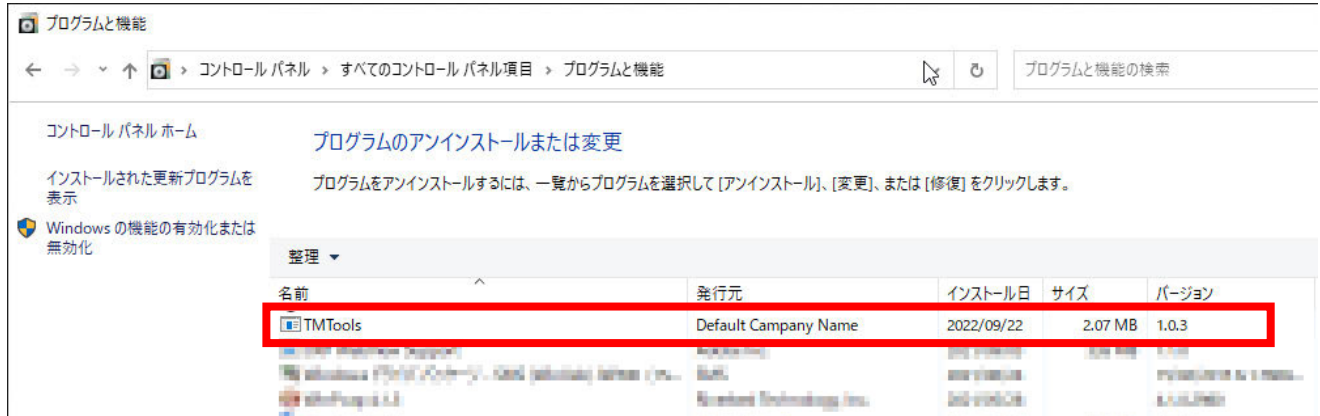 プログラムと機能
コントロール パネル › すべてのコントロール パネル項目 › プログラムと機能
プログラムと機能の検索
コントロール パネル ホーム
インストールされた更新プログラムを
表示
Windows の機能の有効化または
無効化
プログラムのアンインストールまたは変更
プログラムをアンインストールするには、一覧からプログラムを選択して [アンインストール]、[変更]、または [修復] をクリックします。
整理
名前 発行元 インストール日 サイズ バージョン
TMTools Default Campany Name 2022/09/22 2.07 MB 1.0.3